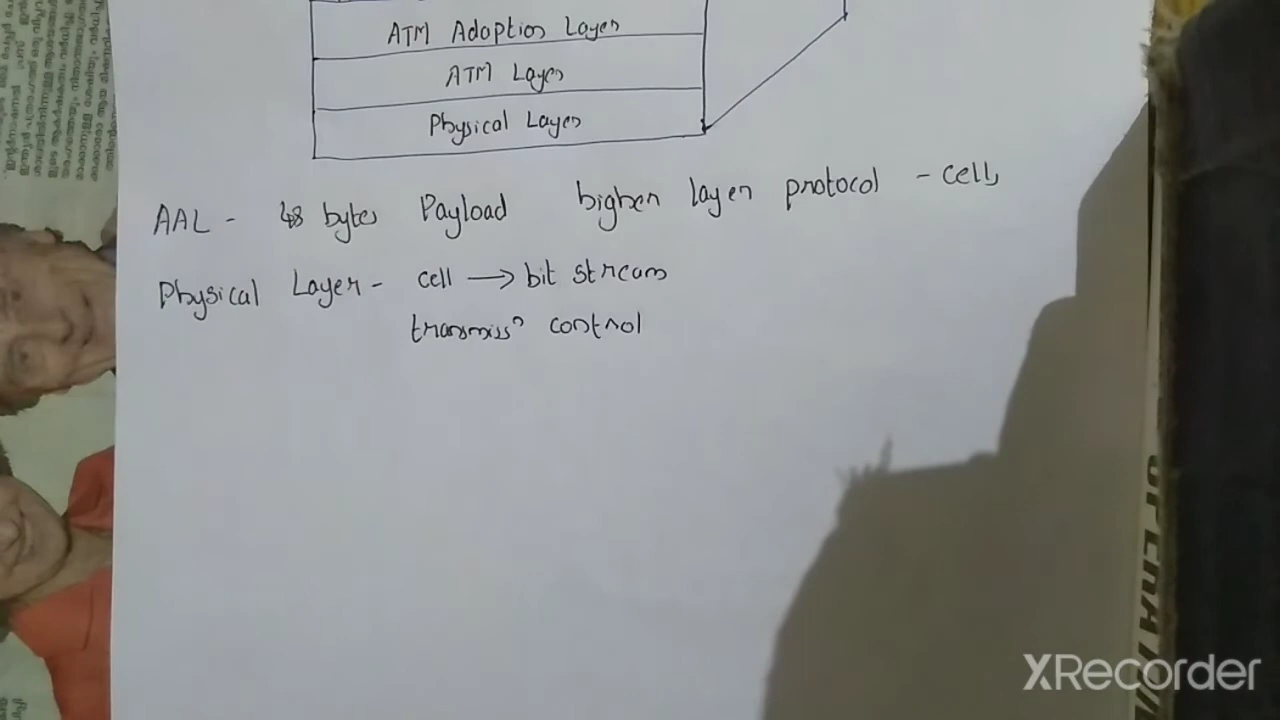 ATM Adoption Layer
ATM Layer
Physical Layer
AAL - 48 bytes Payload higher layer protocol - cells
Physical Layer - cell → bit stream
transmissⁿ control
XRecorder